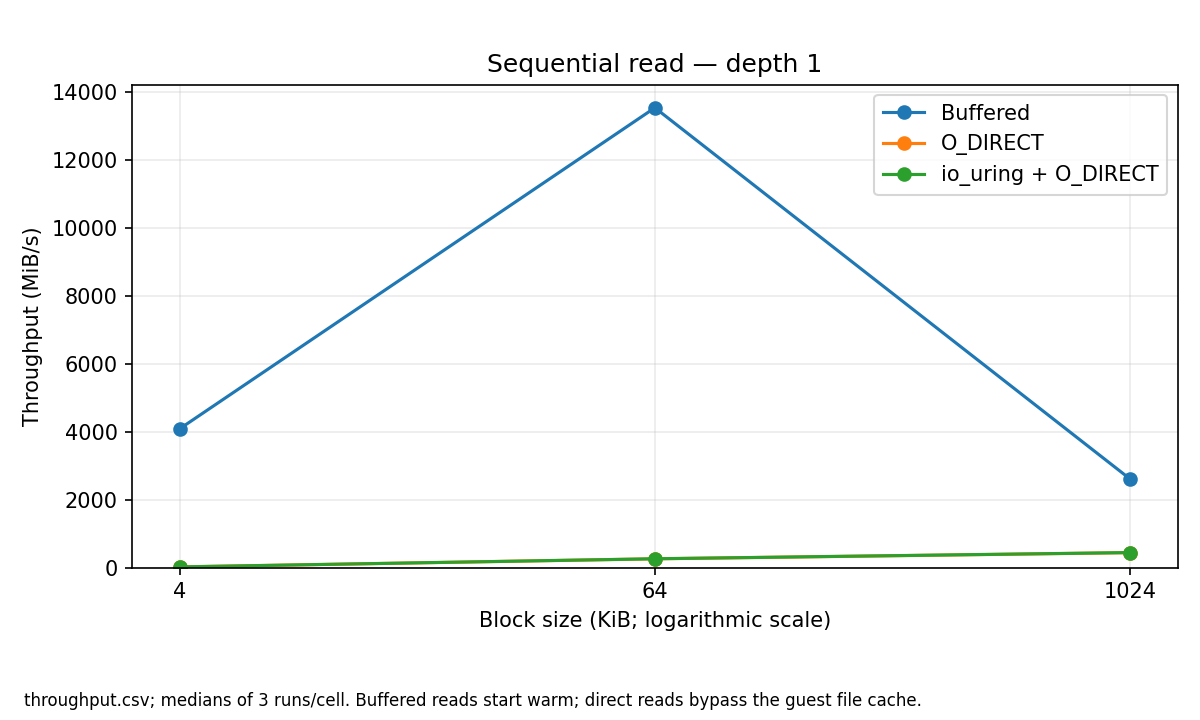 Sequential read — depth 1
14000
12000
10000
8000
6000
4000
2000
0
Throughput (MiB/s)
Buffered
O_DIRECT
io_uring + O_DIRECT
4
64
1024
Block size (KiB; logarithmic scale)
throughput.csv; medians of 3 runs/cell. Buffered reads start warm; direct reads bypass the guest file cache.